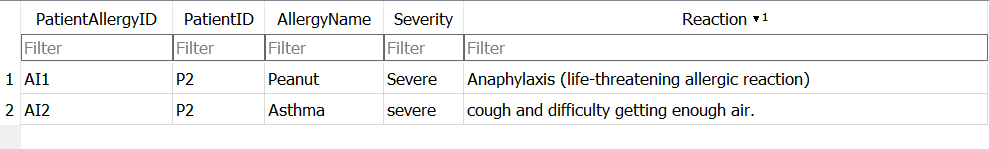 PatientAllergyID PatientID AllergyName Severity Reaction ▼1
Filter Filter Filter Filter Filter
1 AI1 P2 Peanut Severe Anaphylaxis (life-threatening allergic reaction)
2 AI2 P2 Asthma severe cough and difficulty getting enough air.